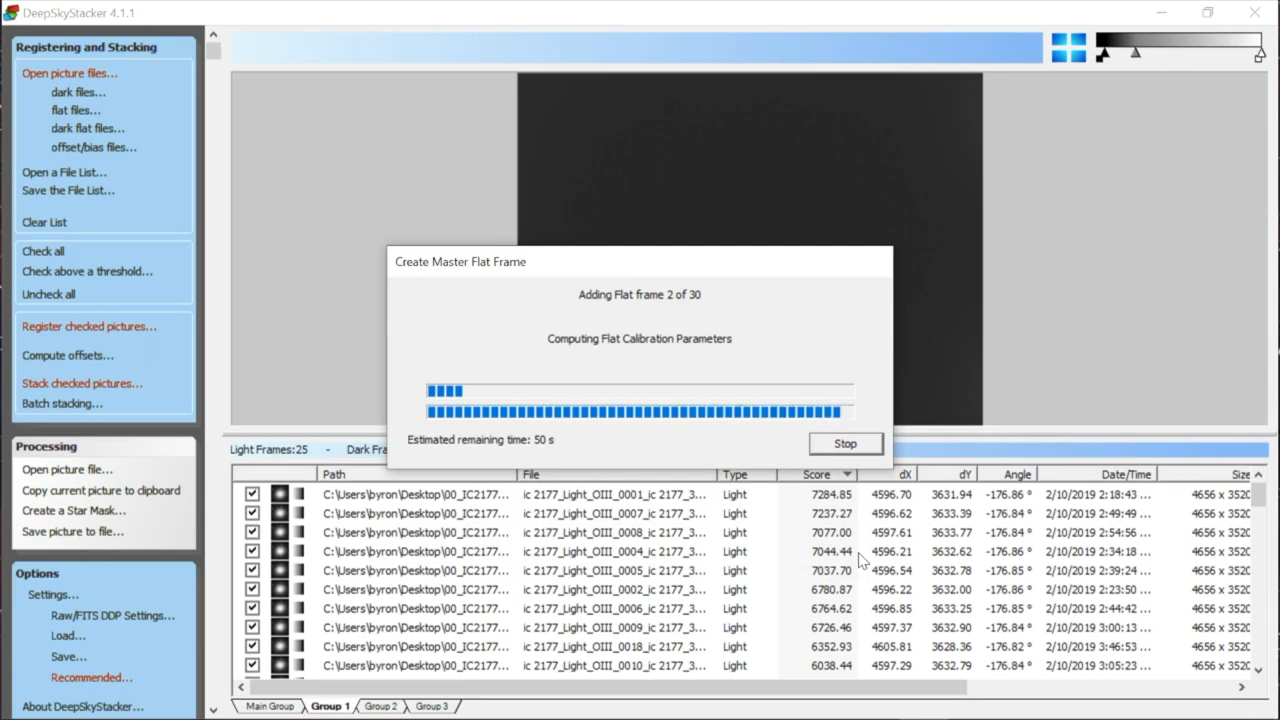 DeepSkyStacker 4.1.1
Registering and Stacking
Open picture files...
dark files...
flat files...
dark flat files...
offset/bias files...
Open a File List...
Save the File List...
Clear List
Check all
Check above a threshold...
Uncheck all
Register checked pictures...
Compute offsets...
Stack checked pictures...
Batch stacking...
Processing
Open picture file...
Copy current picture to clipboard
Create a Star Mask...
Save picture to file...
Options
Settings...
Raw/FITS DDP Settings...
Load...
Save...
Recommended...
About DeepSkyStacker...
Create Master Flat Frame
Adding Flat frame 2 of 30
Computing Flat Calibration Parameters
Estimated remaining time: 50 s
Stop
Light Frames:25 - Dark Fra
Path File Type Score dX dY Angle Date/Time Size
C:\Users\byron\Desktop\00_IC2177... ic 2177_Light_OIII_0001_ic 2177_3... Light 7284.85 4596.70 3631.94 -176.86 º 2/10/2019 2:18:43 ... 4656 x 3520
C:\Users\byron\Desktop\00_IC2177... ic 2177_Light_OIII_0007_ic 2177_3... Light 7237.27 4596.62 3633.39 -176.84 º 2/10/2019 2:49:49 ... 4656 x 3520
C:\Users\byron\Desktop\00_IC2177... ic 2177_Light_OIII_0008_ic 2177_3... Light 7077.00 4597.61 3633.77 -176.84 º 2/10/2019 2:54:56 ... 4656 x 3520
C:\Users\byron\Desktop\00_IC2177... ic 2177_Light_OIII_0004_ic 2177_3... Light 7044.44 4596.21 3632.62 -176.86 º 2/10/2019 2:34:18 ... 4656 x 3520
C:\Users\byron\Desktop\00_IC2177... ic 2177_Light_OIII_0005_ic 2177_3... Light 7037.70 4596.54 3632.78 -176.85 º 2/10/2019 2:39:24 ... 4656 x 3520
C:\Users\byron\Desktop\00_IC2177... ic 2177_Light_OIII_0002_ic 2177_3... Light 6780.87 4596.22 3632.00 -176.86 º 2/10/2019 2:23:50 ... 4656 x 3520
C:\Users\byron\Desktop\00_IC2177... ic 2177_Light_OIII_0006_ic 2177_3... Light 6764.62 4596.85 3633.25 -176.85 º 2/10/2019 2:44:42 ... 4656 x 3520
C:\Users\byron\Desktop\00_IC2177... ic 2177_Light_OIII_0009_ic 2177_3... Light 6726.46 4597.37 3632.90 -176.84 º 2/10/2019 3:00:13 ... 4656 x 3520
C:\Users\byron\Desktop\00_IC2177... ic 2177_Light_OIII_0018_ic 2177_3... Light 6352.93 4605.81 3628.36 -176.82 º 2/10/2019 3:46:53 ... 4656 x 3520
C:\Users\byron\Desktop\00_IC2177... ic 2177_Light_OIII_0010_ic 2177_3... Light 6038.44 4597.29 3632.79 -176.84 º 2/10/2019 3:05:23 ... 4656 x 3520
Main Group Group 1 Group 2 Group 3